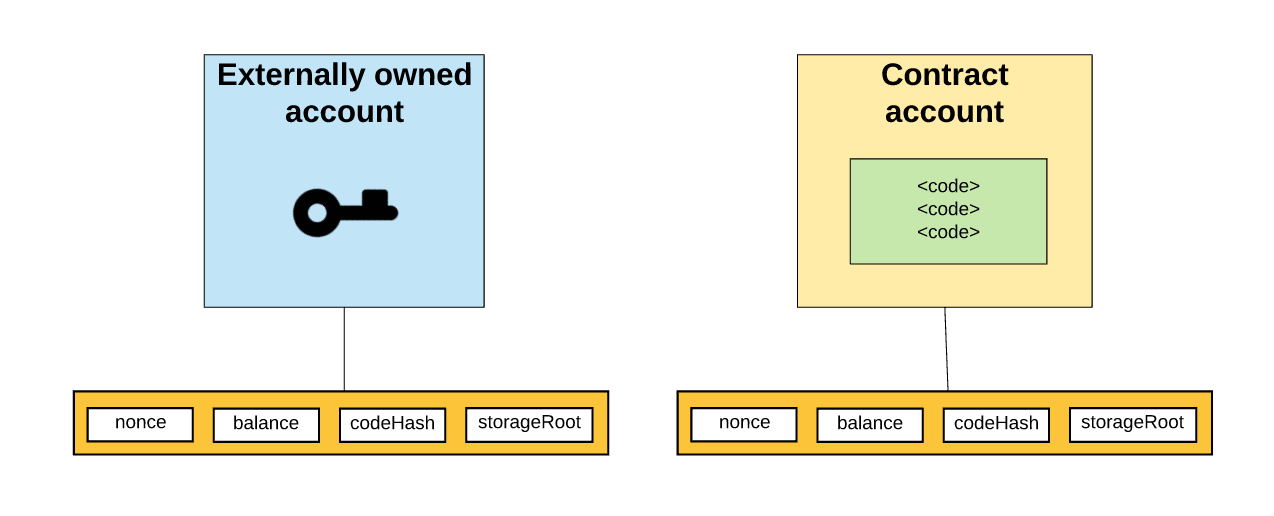 Externally owned
account
Contract
account
<code>
<code>
<code>
nonce
balance
codeHash
storageRoot
nonce
balance
codeHash
storageRoot